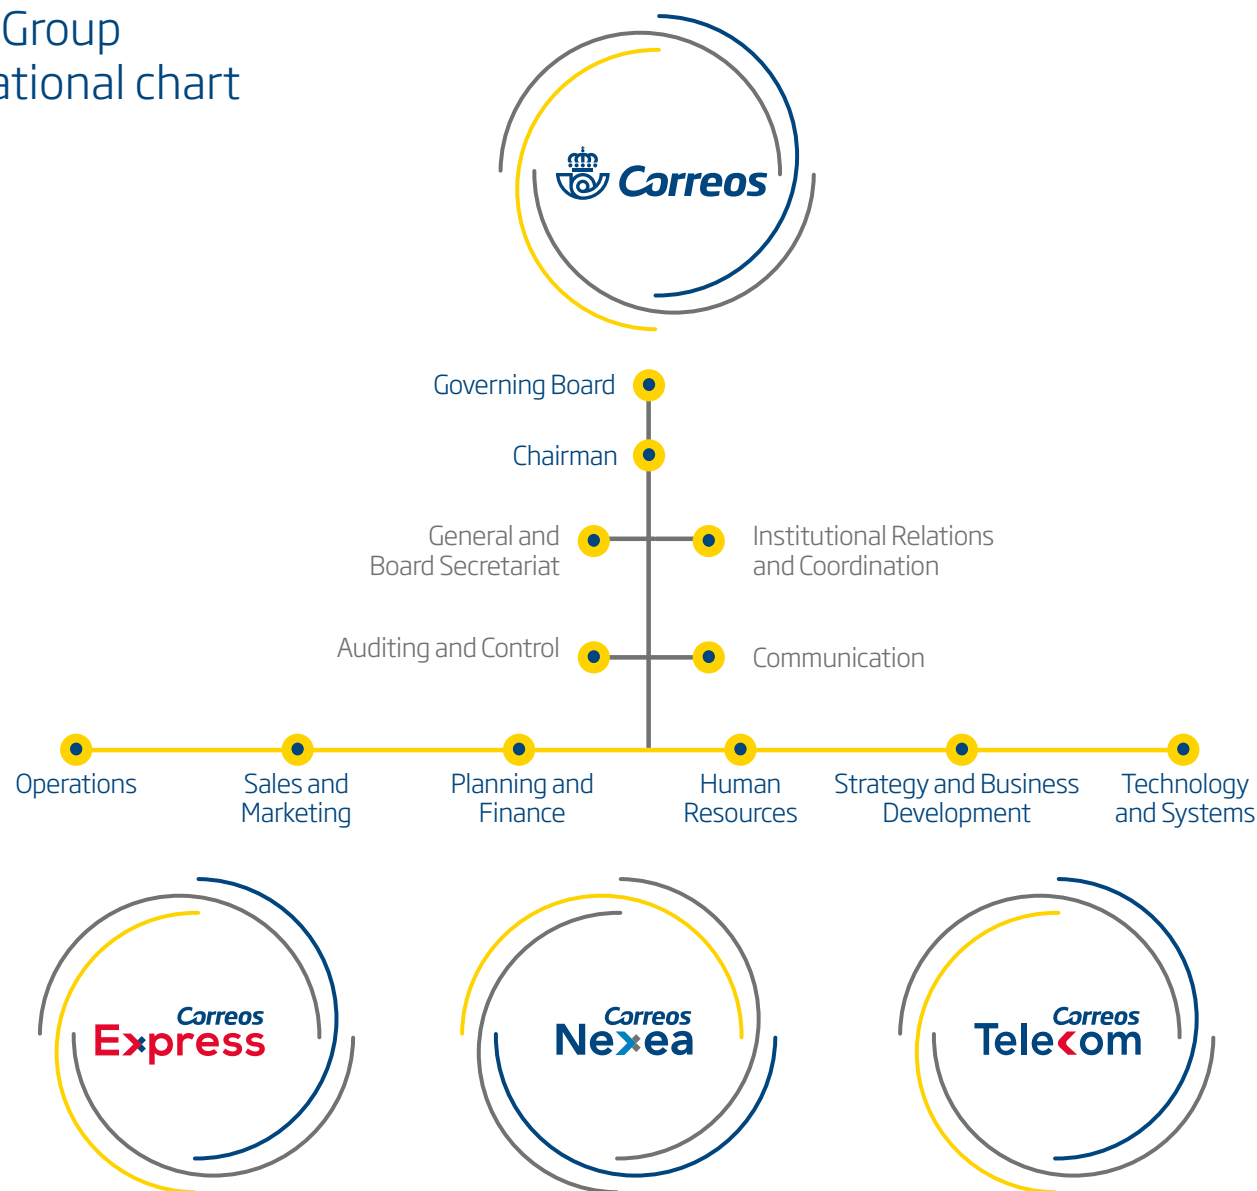 Group
ational chart
Correos
Governing Board
Chairman
General and
Board Secretariat
Institutional Relations
and Coordination
Auditing and Control
Communication
Operations
Sales and
Marketing
Planning and
Finance
Human
Resources
Strategy and Business
Development
Technology
and Systems
Correos
Express
Correos
Nexea
Correos
Telecom